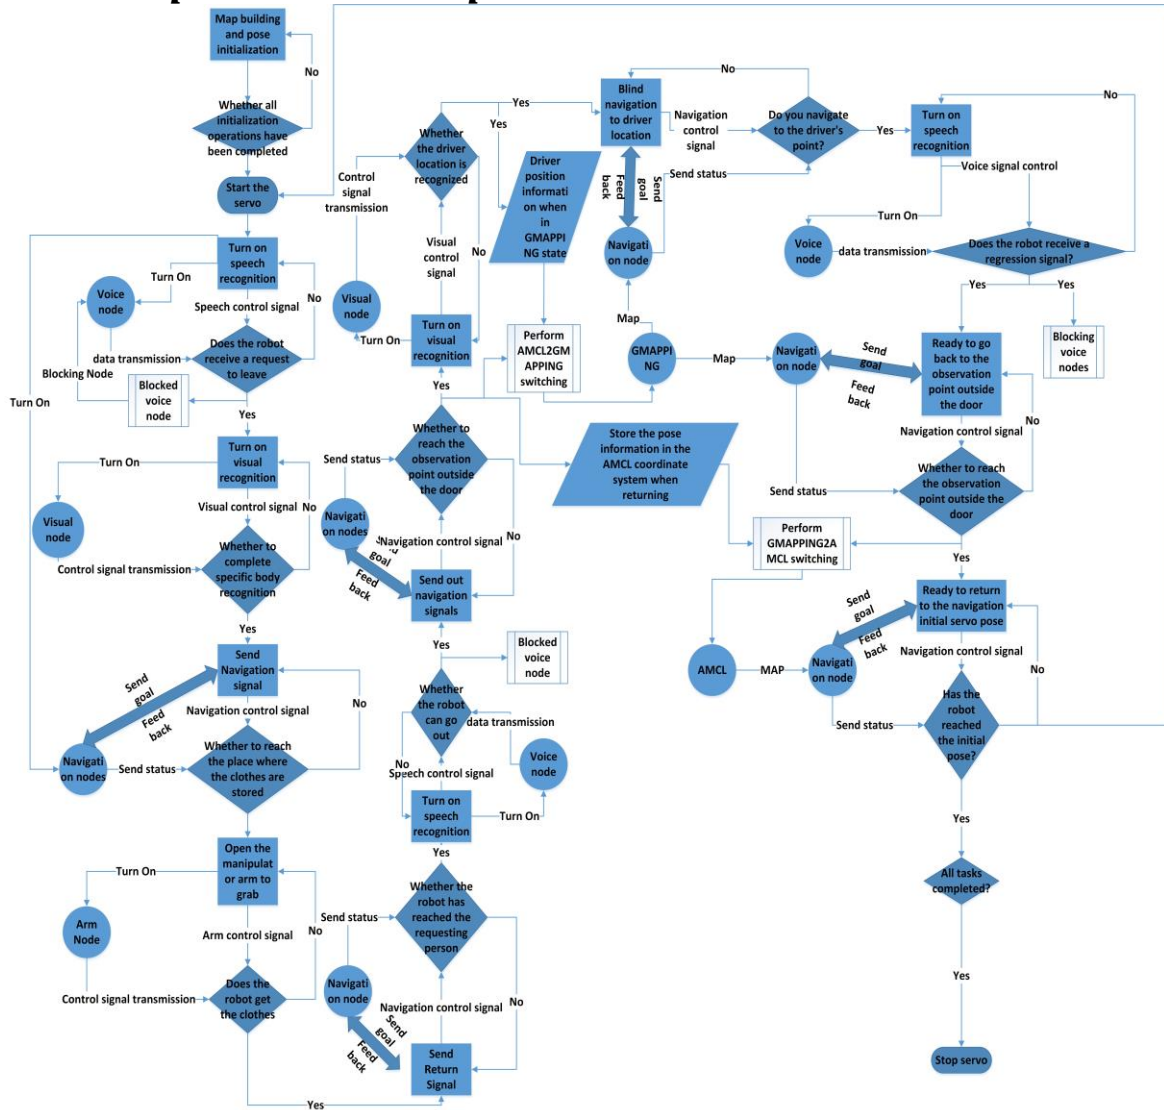 Map building
and pose
initialization
No
Whether all
initialization
operations have
been completed
Start the
servo
Turn on
speech
recognition
Turn On
Voice
node
Speech control signal
No
data transmission
Does the robot
receive a request
to leave
Blocking Node
Blocked
voice
node
Turn On
Yes
Turn on
visual
recognition
Turn On
Visual control signal
No
Visual
node
Control signal transmission
Whether to
complete
specific body
recognition
Yes
Send
Navigation
signal
Send
goal
Feed
back
Navigation control signal
No
Navigati
on nodes
Send status
Whether to reach
the place where
the clothes are
stored
Open the
manipulat
or arm to
grab
Turn On
Arm
Node
Arm control signal
No
Control signal transmission
Does the
robot get
the clothes
Yes
Send
Return
Signal
Send
goal
Feed
back
Navigati
on node
Navigation control signal
No
Send status
Whether the
robot has
reached the
requesting
person
Yes
Turn on
speech
recognition
Turn On
Voice
node
Speech control signal
No
data transmission
Whether
the robot
can go
out
Blocked
voice
node
Yes
Send out
navigation
signals
goal
Feed
back
Navigati
on nodes
Navigation control signal
No
Send status
Whether to
reach the
observation
point outside
the door
Yes
Turn on
visual
recognition
Turn On
Visual
node
Control
signal
transmission
Visual
control
signal
No
Whether
the driver
location is
recognized
Yes
Yes
Driver
position
informati
on when
in
GMAPPI
NG state
Perform
AMCL2GM
APPING
switching
GMAPPI
NG
Map
Map
Navigati
on node
Send
goal
Feed
back
Blind
navigation
to driver
location
No
Navigation
control
signal
Send status
Do you navigate
to the driver's
point?
Yes
Turn on
speech
recognition
No
Voice signal control
Turn On
Voice
node
data transmission
Does the robot receive a
regression signal?
Yes
Yes
Blocking
voice
nodes
Ready to go
back to the
observation
point outside
the door
Send
goal
Feed
back
Navigati
on node
No
Navigation control signal
Send status
Whether to reach
the observation
point outside the
door
Store the pose
information in the
AMCL coordinate
system when
returning
Perform
GMAPPING2A
MCL switching
Yes
Ready to return
to the navigation
initial servo pose
Send
goal
Feed
back
AMCL
MAP
Navigati
on node
Navigation control signal
No
Send status
Has the
robot
reached
the initial
pose?
Yes
All tasks
completed?
Yes
Stop servo